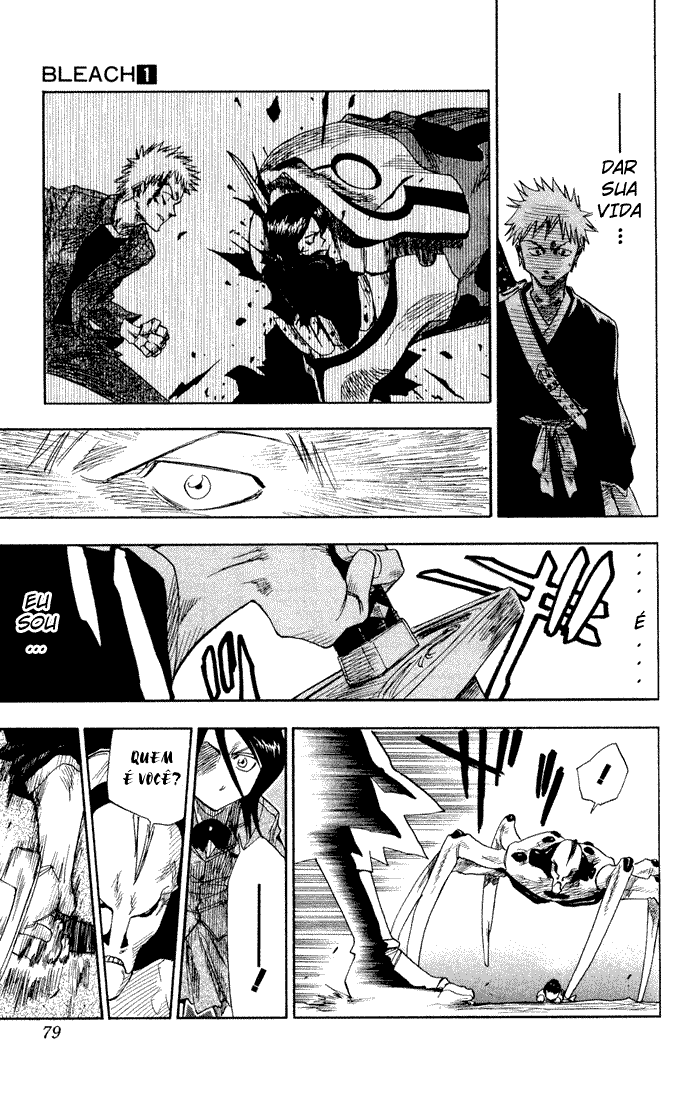 BLEACH 1
DAR
SUA
VIDA
...
É
EU
SOU
...
!
!
QUEM
É VOCÊ?
79